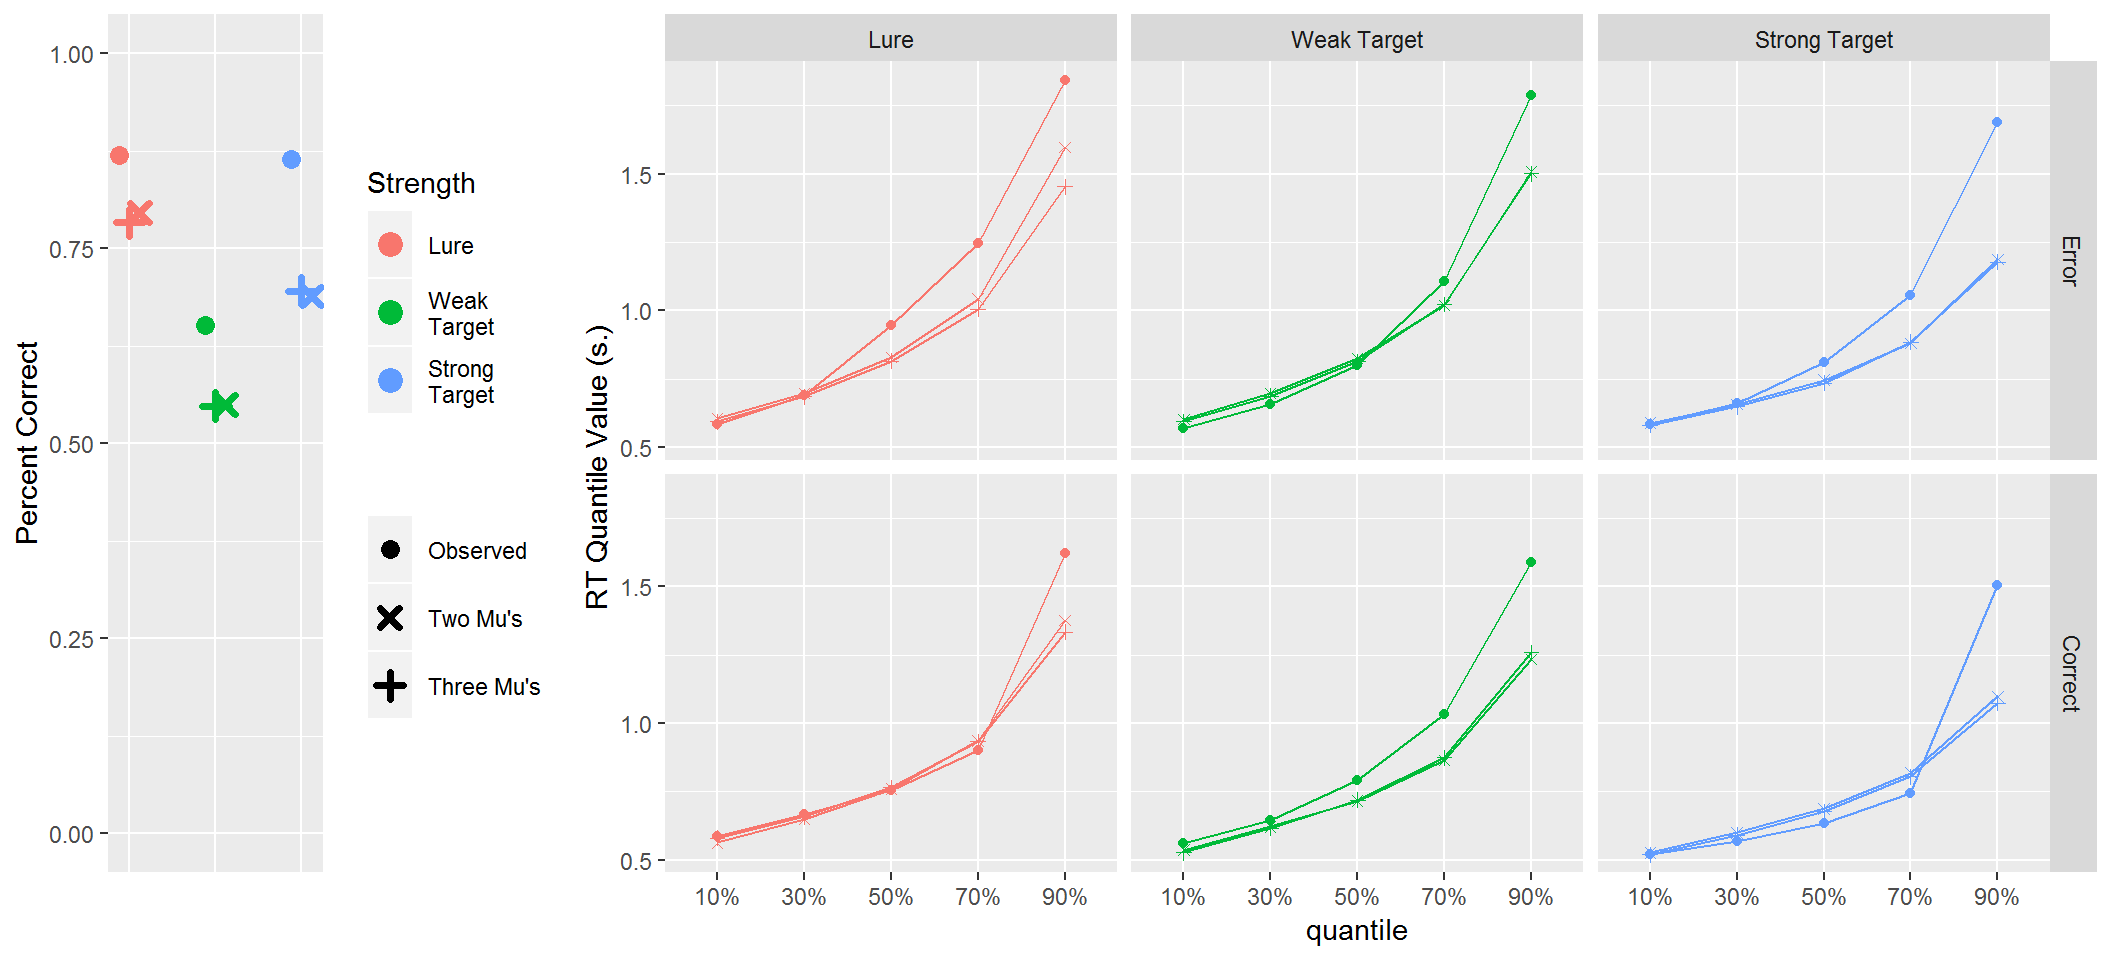 Percent Correct
1.00
0.75
0.50
0.25
0.00
Strength
Lure
Weak
Target
Strong
Target
Observed
Two Mu's
Three Mu's
RT Quantile Value (s.)
Lure
Weak Target
Strong Target
1.5
1.0
0.5
Error
1.5
1.0
0.5
Correct
10% 30% 50% 70% 90%
10% 30% 50% 70% 90%
10% 30% 50% 70% 90%
quantile